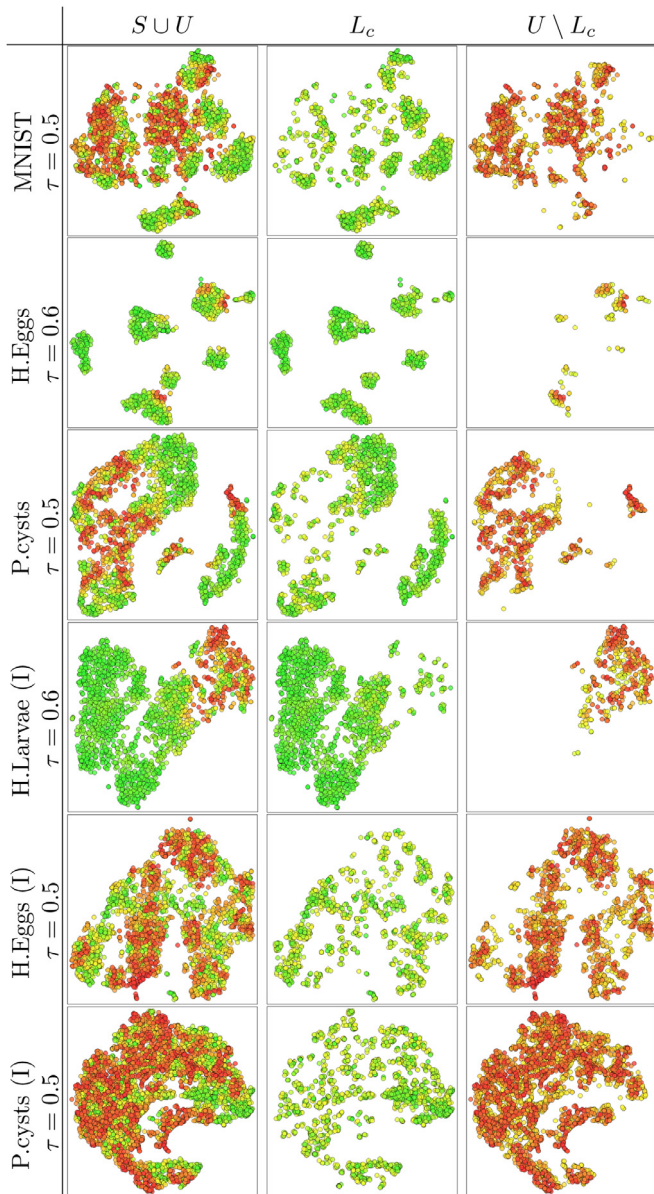 S ∪ U
L_c
U \ L_c
MNIST
τ = 0.5
H.Eggs
τ = 0.6
P.cysts
τ = 0.5
H.Larvae (I)
τ = 0.6
H.Eggs (I)
τ = 0.5
P.cysts (I)
τ = 0.5